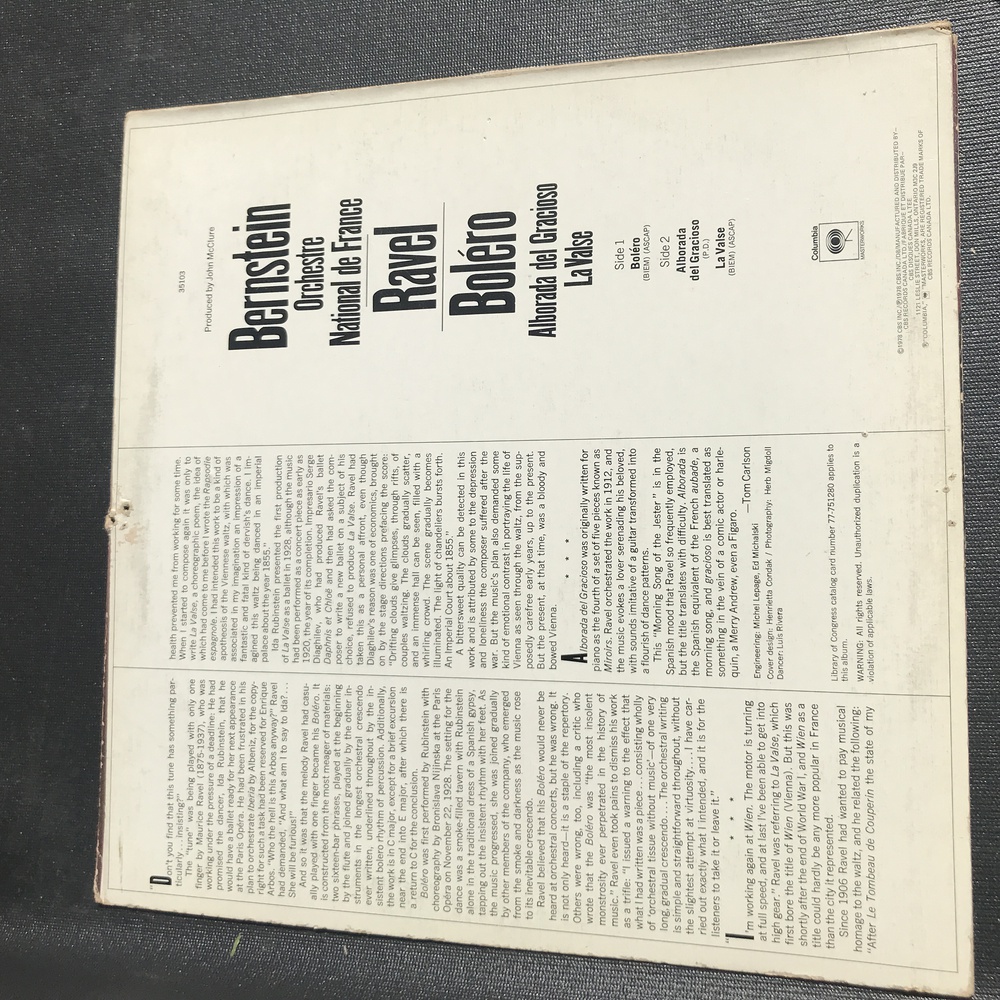 "Don't you find that this tune has something par-
ticularly...insisting?"
The "tune" was being played with only one
finger by Maurice Ravel (1875-1937), who was
working under the pressure of a deadline: He had
promised the dancer, Ida Rubinstein, that he
would have a ballet ready for her next appearance
at the Paris Opéra. He had been frustrated in his
plan to orchestrate Iberia by Albeniz, for the copy-
right for such a task had been reserved for Enrique
Arbos. "Who the hell is this Arbos anyway?" Ravel
had demanded, "And what am I to say to Ida?...
She will be furious!"
And so it was that the melody Ravel had casu-
ally played with one finger became his Boléro. It
is constructed from the most meager of materials:
two sixteen-bar phrases, played at the beginning
by the flute and joined gradually by the other in-
struments in the longest orchestral crescendo
ever written, underlined throughout by the in-
sistent bolero rhythm of percussion. Additionally,
the work is in C major, except for a brief excursion
near the end into E major, after which there is
a return to C for the conclusion.
Boléro was first performed by Rubinstein with
choreography by Bronislava Nijinska at the Paris
Opéra on November 22, 1928. The setting for the
dance was a smoke-filled tavern with Rubinstein
alone in the traditional dress of a Spanish gypsy,
tapping out the insistent rhythm with her feet. As
the music progressed, she was joined gradually
by other members of the company, who emerged
from the smoke and darkness as the music rose
to its inevitable crescendo.
Ravel believed that his Boléro would never be
heard at orchestral concerts, but he was wrong. It
is not only heard—it is a staple of the repertory.
Others were wrong, too, including a critic who
wrote that the Boléro was "the most insolent
monstrosity ever perpetrated in the history of
music." Ravel even took pains to dismiss his work
as a trifle: "I issued a warning to the effect that
what I had written was a piece...consisting wholly
of 'orchestral tissue without music'—of one very
long, gradual crescendo.... The orchestral writing
is simple and straightforward throughout, without
the slightest attempt at virtuosity....I have car-
ried out exactly what I intended, and it is for the
listeners to take it or leave it."
* * *
"I'm working again at Wien. The motor is turning
at full speed, and at last I've been able to get into
high gear." Ravel was referring to La Valse, which
first bore the title of Wien (Vienna). But this was
shortly after the end of World War I, and Wien as a
title could hardly be any more popular in France
than the city it represented.
Since 1906 Ravel had wanted to pay musical
homage to the waltz, and he related the following:
"After Le Tombeau de Couperin the state of my
health prevented me from working for some time.
When I started to compose again it was only to
write La Valse, a choreographic poem, the idea of
which had come to me before I wrote the Rapsodie
espagnole. I had intended this work to be a kind of
apotheosis of the Viennese waltz, with which was
associated in my imagination an impression of a
fantastic and fatal kind of dervish's dance. I im-
agined this waltz being danced in an imperial
palace about the year 1855."
Ida Rubinstein presented the first production
of La Valse as a ballet in 1928, although the music
had been performed as a concert piece as early as
1920, the year of its completion. Impresario Serge
Diaghilev, who had produced Ravel's ballet
Daphnis et Chloé and then had asked the com-
poser to write a new ballet on a subject of his
choice, refused to produce La Valse. Ravel had
taken this as a personal affront, even though
Diaghilev's reason was one of economics, brought
on by the stage directions prefacing the score:
"Drifting clouds give glimpses, through rifts, of
couples waltzing. The clouds gradually scatter,
and an immense hall can be seen, filled with a
whirling crowd. The scene gradually becomes
illuminated. The light of chandeliers bursts forth.
An Imperial Court about 1855."
A bittersweet quality can be detected in this
work and is attributed by some to the depression
and loneliness the composer suffered after the
war. But the music's plan also demanded some
kind of emotional contrast in portraying the life of
Vienna as seen through the waltz, from the sup-
posedly carefree early years, up to the present.
But the present, at that time, was a bloody and
bowed Vienna.
* * *
Alborada del Gracioso was originally written for
piano as the fourth of a set of five pieces known as
Miroirs. Ravel orchestrated the work in 1912, and
the music evokes a lover serenading his beloved,
with sounds imitative of a guitar transformed into
a flourish of dance patterns.
This "Morning Song of the Jester" is in the
Spanish mood that Ravel so frequently employed,
but the title translates with difficulty. Alborada is
the Spanish equivalent of the French aubade, a
morning song, and gracioso is best translated as
something in the vein of a comic actor or harle-
quin, a Merry Andrew, even a Figaro.
—Tom Carlson
Engineering: Michel Lepage, Ed Michalski
Cover design: Henrietta Condak / Photography: Herb Migdoll
Dancer: Luis Rivera
Library of Congress catalog card number 77-751280 applies to
this album.
WARNING: All rights reserved. Unauthorized duplication is a
violation of applicable laws.
35103
Produced by John McClure
Bernstein
Orchestre
National de France
Ravel
Boléro
Alborada del Gracioso
La Valse
Side 1
Boléro
(BIEM) (ASCAP)
Side 2
Alborada
del Gracioso
(P.D.)
La Valse
(BIEM) (ASCAP)
Columbia
MASTERWORKS
©1978 CBS INC./℗1978 CBS INC./DB/MANUFACTURED AND DISTRIBUTED BY—
CBS RECORDS CANADA LTD./FABRIQUE ET DISTRIBUE PAR—
CBS DISQUES CANADA LTEE
1121 LESLIE STREET, DON MILLS, ONTARIO M3C 2J9
®"COLUMBIA," "MASTERWORKS, ARE REGISTERED TRADE MARKS OF
CBS RECORDS CANADA LTD.